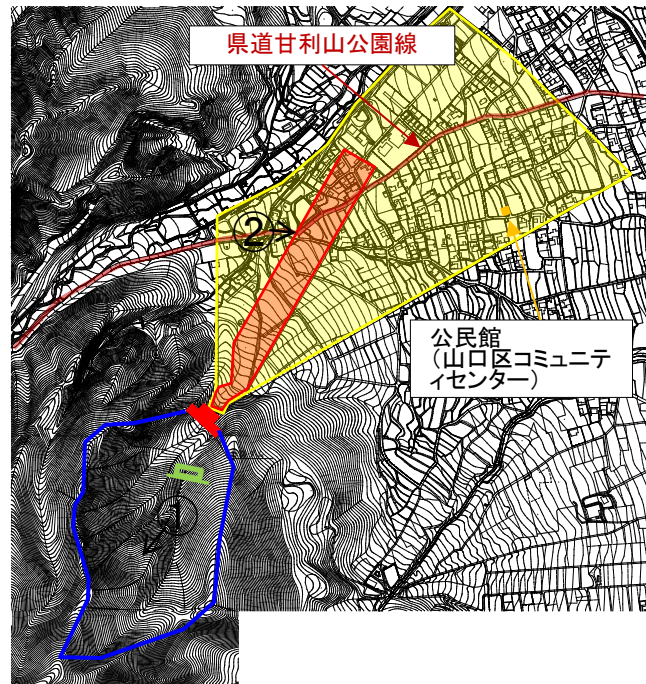 県道甘利山公園線
②
公民館
(山口区コミュニテ
ィセンター)
①